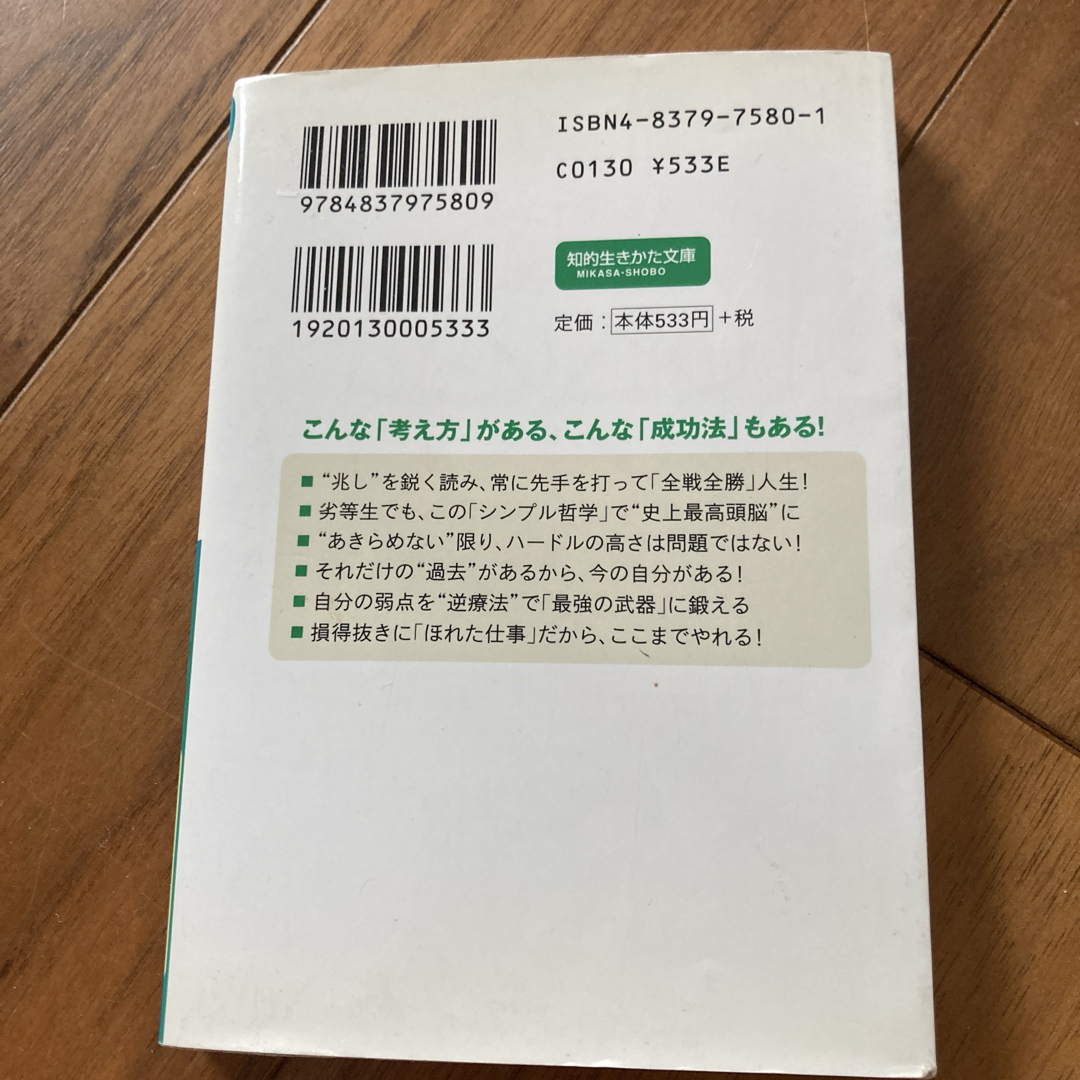 ISBN4-8379-7580-1
C0130 ¥533E
9784837975809
1920130005333
知的生きかた文庫
MIKASA-SHOBO
定価：本体533円+税
こんな「考え方」がある、こんな「成功法」もある！
■ “兆し”を鋭く読み、常に先手を打って「全戦全勝」人生！
■ 劣等生でも、この「シンプル哲学」で“史上最高頭脳”に
■ “あきらめない”限り、ハードルの高さは問題ではない！
■ それだけの“過去”があるから、今の自分がある！
■ 自分の弱点を“逆療法”で「最強の武器」に鍛える
■ 損得抜きに「ほれた仕事」だから、ここまでやれる！